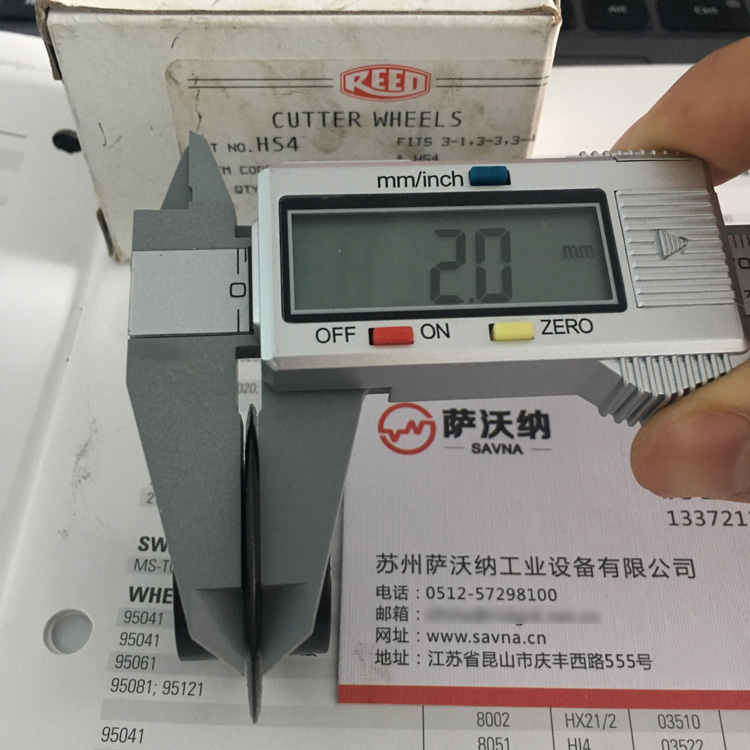 REED
CUTTER WHEELS
NO. HS4
FITS 3-1,3-3,3-
HS4
QTY
mm/inch
2.0 mm
0
OFF ON ZERO
萨沃纳
SAVNA
133721
苏州萨沃纳工业设备有限公司
电话：0512-57298100
邮箱：
网址：www.savna.cn
地址：江苏省昆山市庆丰西路555号
SW
MS-T
WHE
95041
95041
95061
95081; 95121
8002 HX21/2 03510
95041 8051 HI4 03522